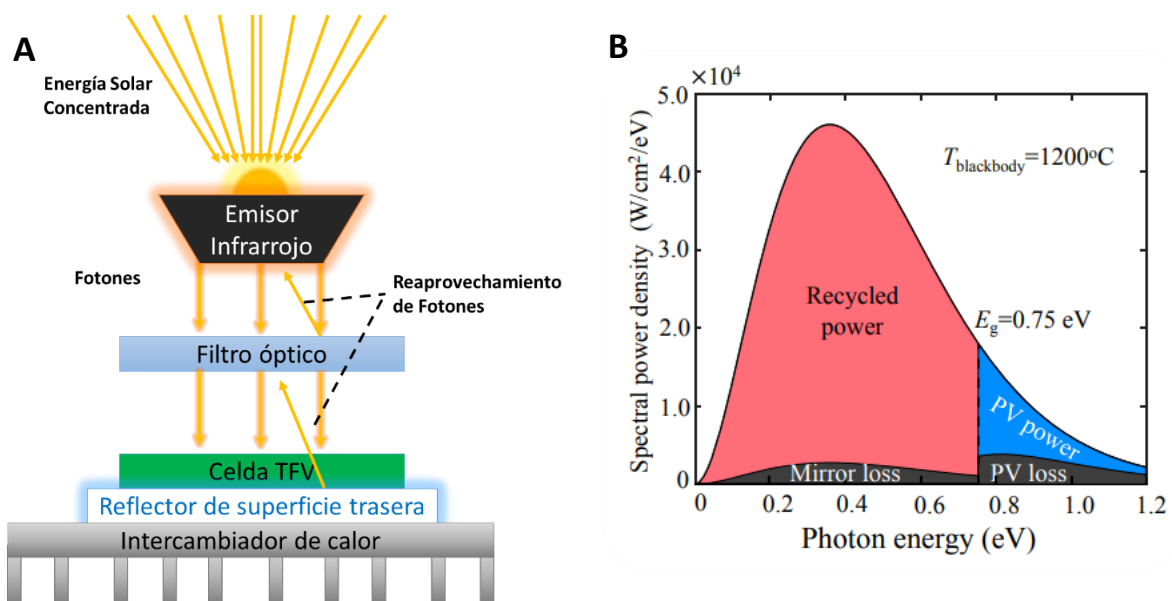 A
Energía Solar
Concentrada
Emisor
Infrarrojo
Fotones
Reaprovechamiento
de Fotones
Filtro óptico
Celda TFV
Reflector de superficie trasera
Intercambiador de calor
B
×10⁴
5.0
4.0
3.0
2.0
1.0
0
Spectral power density (W/cm²/eV)
T_blackbody=1200°C
Recycled
power
E_g=0.75 eV
PV power
Mirror loss
PV loss
0
0.2
0.4
0.6
0.8
1.0
1.2
Photon energy (eV)